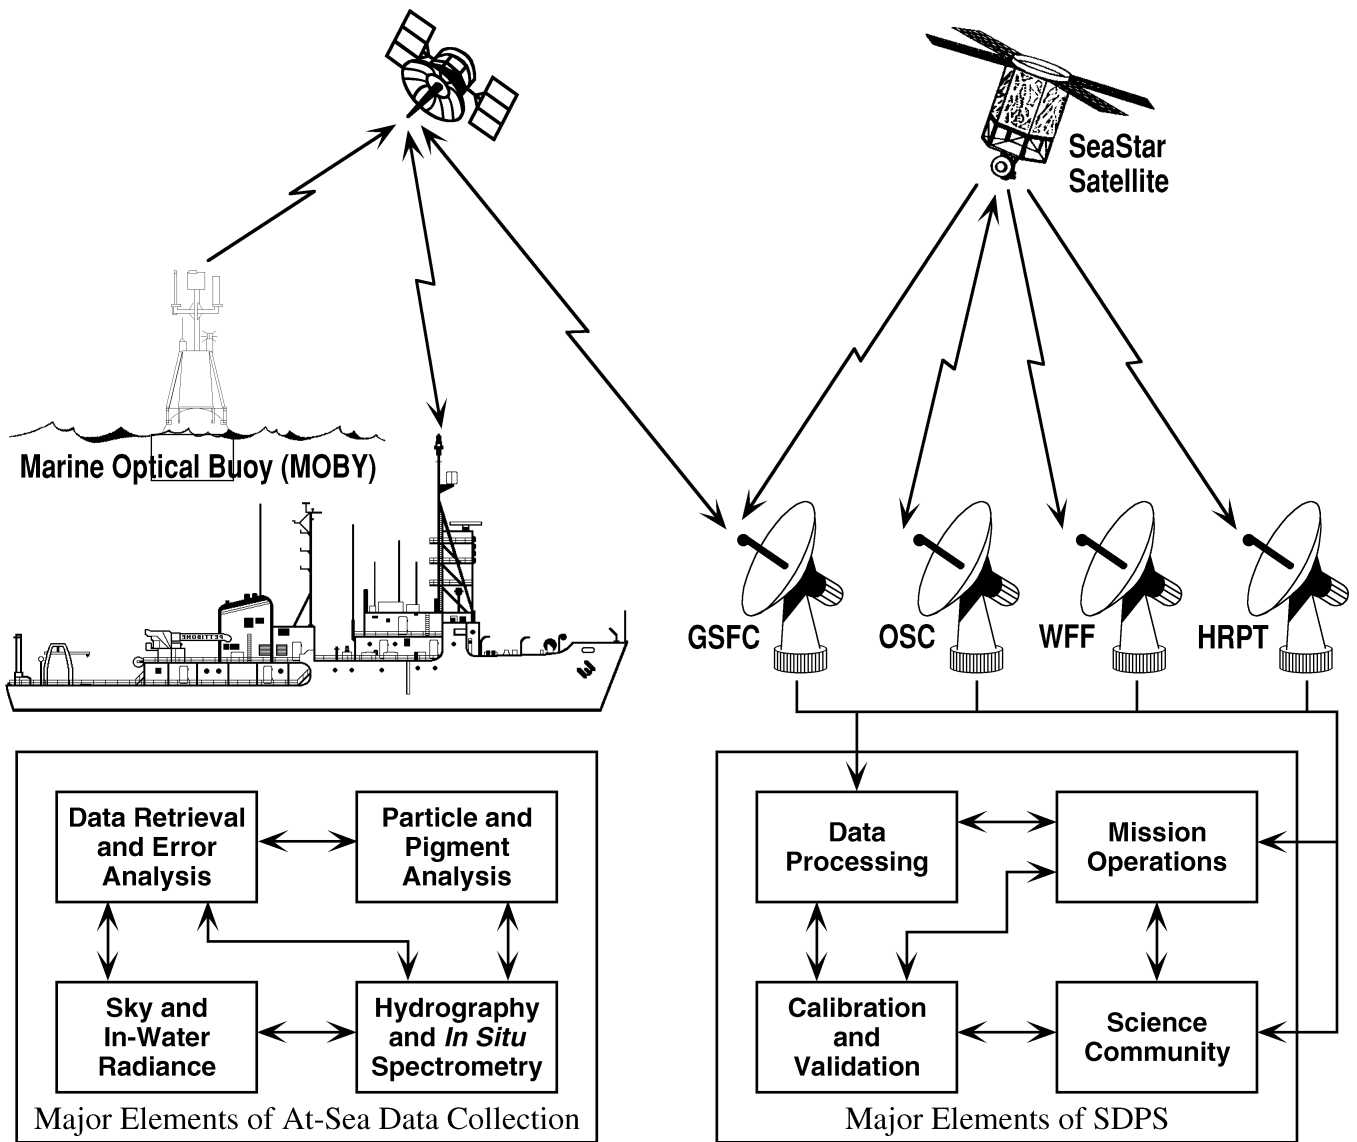 SeaStar
Satellite
Marine Optical Buoy (MOBY)
PETTIBONE
GSFC
OSC
WFF
HRPT
Data Retrieval
and Error
Analysis
Particle and
Pigment
Analysis
Sky and
In-Water
Radiance
Hydrography
and In Situ
Spectrometry
Major Elements of At-Sea Data Collection
Data
Processing
Mission
Operations
Calibration
and
Validation
Science
Community
Major Elements of SDPS